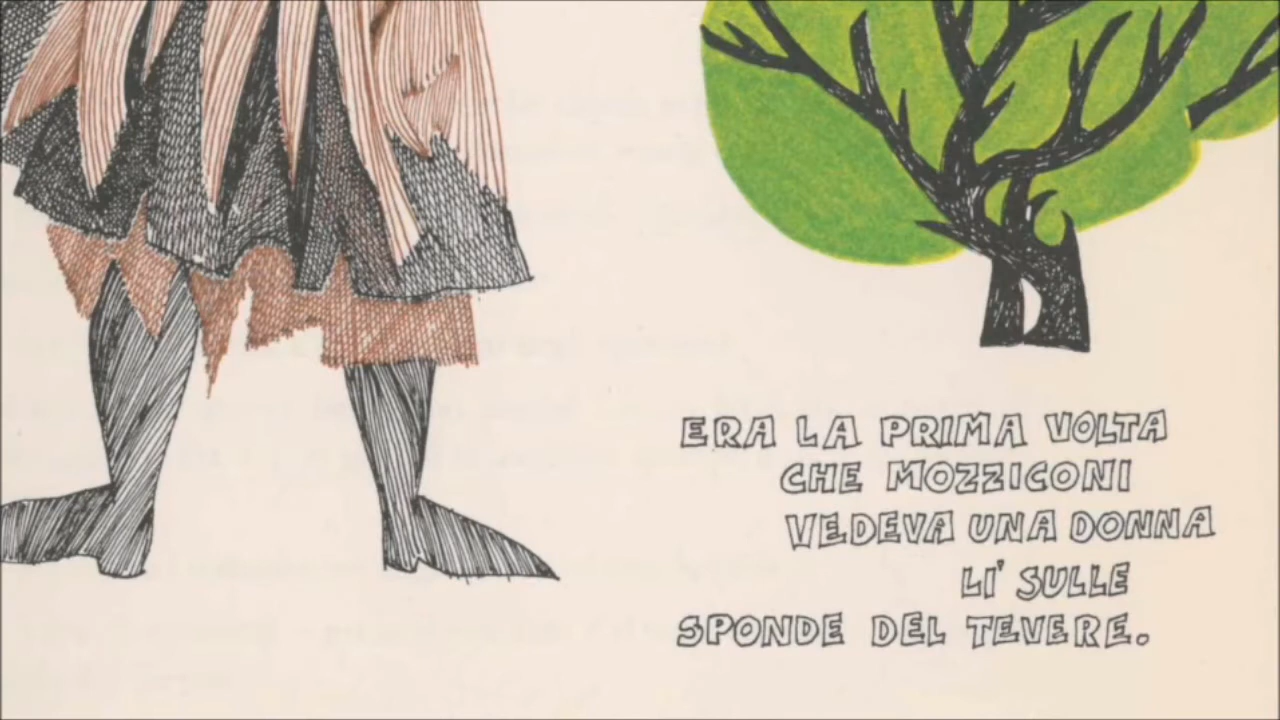 ERA LA PRIMA VOLTA
CHE MOZZICONI
VEDEVA UNA DONNA
LI' SULLE
SPONDE DEL TEVERE.